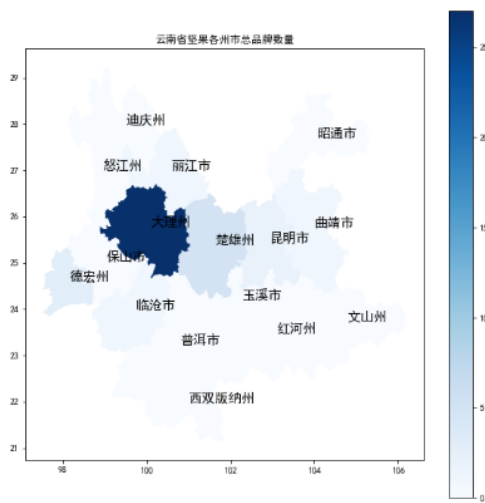 云南省坚果各州市总品牌数量
29
28
27
26
25
24
23
22
21
98
100
102
104
106
迪庆州
昭通市
怒江州
丽江市
大理州
曲靖市
楚雄州
昆明市
保山市
德宏州
玉溪市
临沧市
文山州
红河州
普洱市
西双版纳州
5
0